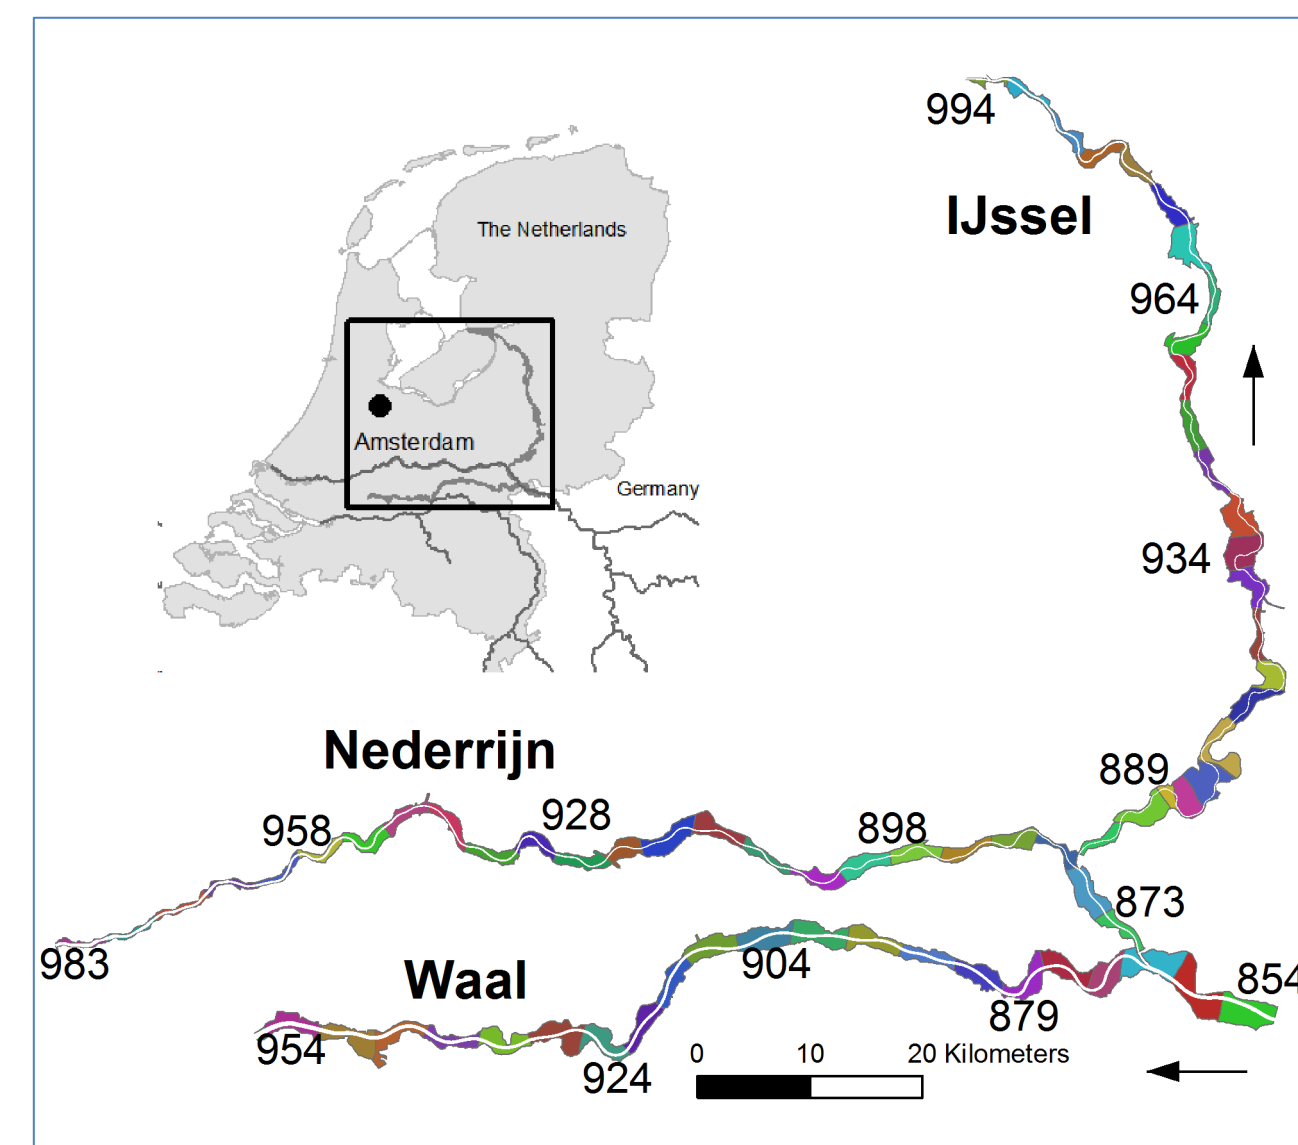 994
IJssel
The Netherlands
964
Amsterdam
Germany
934
Nederrijn
889
958
928
898
873
983
Waal
904
854
879
954
924
0 10 20 Kilometers